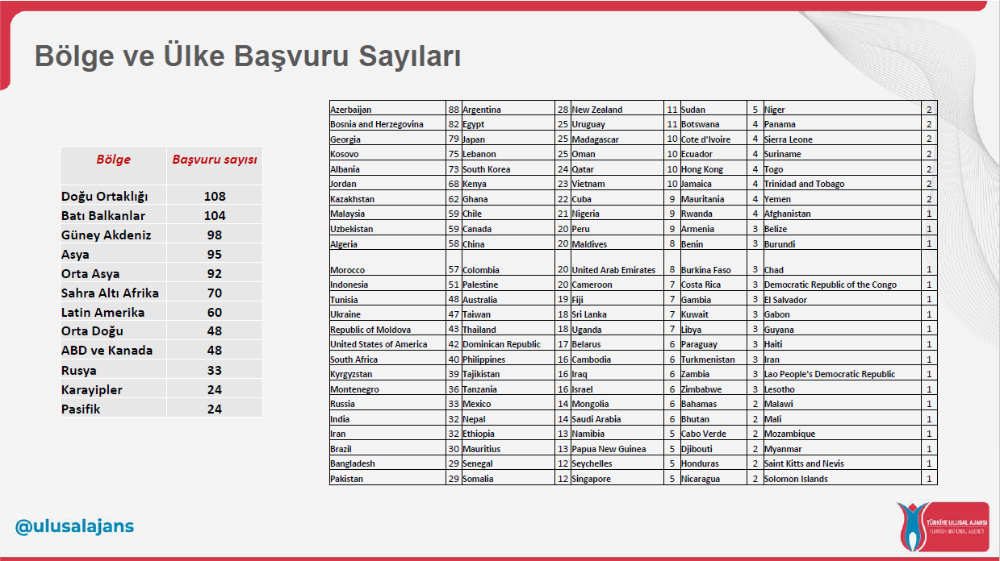 Bölge ve Ülke Başvuru Sayıları
Bölge Başvuru sayısı
Doğu Ortaklığı 108
Batı Balkanlar 104
Güney Akdeniz 98
Asya 95
Orta Asya 92
Sahra Altı Afrika 70
Latin Amerika 60
Orta Doğu 48
ABD ve Kanada 48
Rusya 33
Karayipler 24
Pasifik 24
Azerbaijan 88 Argentina 28 New Zealand 11 Sudan 5 Niger 2
Bosnia and Herzegovina 82 Egypt 25 Uruguay 11 Botswana 4 Panama 2
Georgia 79 Japan 25 Madagascar 10 Cote d'Ivoire 4 Sierra Leone 2
Kosovo 75 Lebanon 25 Oman 10 Ecuador 4 Suriname 2
Albania 73 South Korea 24 Qatar 10 Hong Kong 4 Togo 2
Jordan 68 Kenya 23 Vietnam 10 Jamaica 4 Trinidad and Tobago 2
Kazakhstan 62 Ghana 22 Cuba 9 Mauritania 4 Yemen 2
Malaysia 59 Chile 21 Nigeria 9 Rwanda 4 Afghanistan 1
Uzbekistan 59 Canada 20 Peru 9 Armenia 3 Belize 1
Algeria 58 China 20 Maldives 8 Benin 3 Burundi 1
Morocco 57 Colombia 20 United Arab Emirates 8 Burkina Faso 3 Chad 1
Indonesia 51 Palestine 20 Cameroon 7 Costa Rica 3 Democratic Republic of the Congo 1
Tunisia 48 Australia 19 Fiji 7 Gambia 3 El Salvador 1
Ukraine 47 Taiwan 18 Sri Lanka 7 Kuwait 3 Gabon 1
Republic of Moldova 43 Thailand 18 Uganda 7 Libya 3 Guyana 1
United States of America 42 Dominican Republic 17 Belarus 6 Paraguay 3 Haiti 1
South Africa 40 Philippines 16 Cambodia 6 Turkmenistan 3 Iran 1
Kyrgyzstan 39 Tajikistan 16 Iraq 6 Zambia 3 Lao People's Democratic Republic 1
Montenegro 36 Tanzania 16 Israel 6 Zimbabwe 3 Lesotho 1
Russia 33 Mexico 14 Mongolia 6 Bahamas 2 Malawi 1
India 32 Nepal 14 Saudi Arabia 6 Bhutan 2 Mali 1
Iran 32 Ethiopia 13 Namibia 5 Cabo Verde 2 Mozambique 1
Brazil 30 Mauritius 13 Papua New Guinea 5 Djibouti 2 Myanmar 1
Bangladesh 29 Senegal 12 Seychelles 5 Honduras 2 Saint Kitts and Nevis 1
Pakistan 29 Somalia 12 Singapore 5 Nicaragua 2 Solomon Islands 1
@ulusalajans
TÜRKİYE ULUSAL AJANSI
TURKISH NATIONAL AGENCY